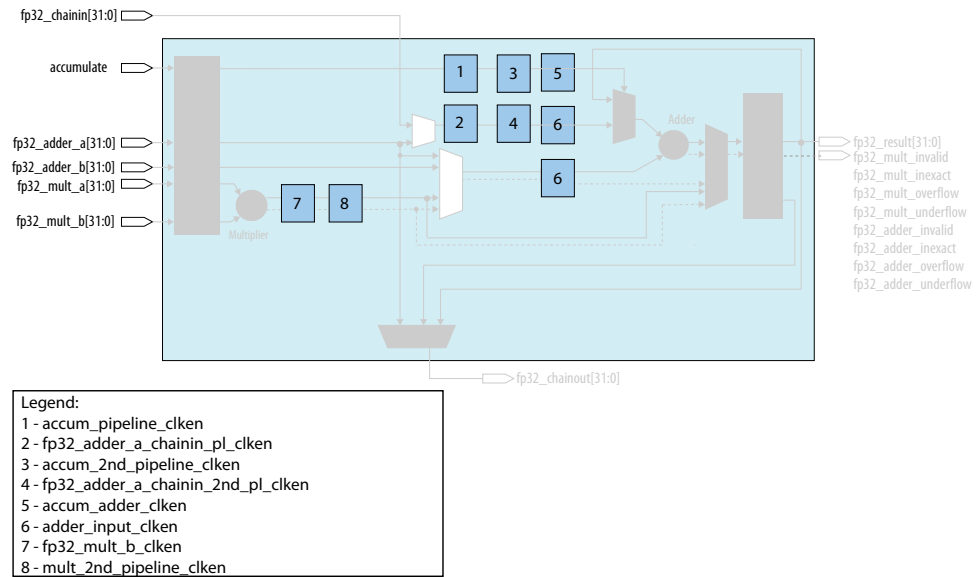 fp32_chainin[31:0]
accumulate
1
3
5
fp32_adder_a[31:0]
2
4
6
Adder
fp32_result[31:0]
fp32_mult_invalid
fp32_adder_b[31:0]
fp32_mult_inexact
fp32_mult_a[31:0]
6
fp32_mult_overflow
7
8
fp32_mult_b[31:0]
fp32_mult_underflow
Multiplier
fp32_adder_invalid
fp32_adder_inexact
fp32_adder_overflow
fp32_adder_underflow
fp32_chainout[31:0]
Legend:
1 - accum_pipeline_clken
2 - fp32_adder_a_chainin_pl_clken
3 - accum_2nd_pipeline_clken
4 - fp32_adder_a_chainin_2nd_pl_clken
5 - accum_adder_clken
6 - adder_input_clken
7 - fp32_mult_b_clken
8 - mult_2nd_pipeline_clken